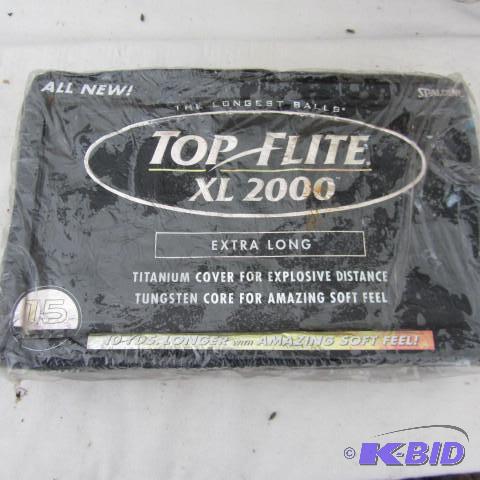 ALL NEW!
SPALDING
THE LONGEST BALLS
TOP FLITE
XL 2000
EXTRA LONG
TITANIUM COVER FOR EXPLOSIVE DISTANCE
TUNGSTEN CORE FOR AMAZING SOFT FEEL
15
10 YDS. LONGER with AMAZING SOFT FEEL!
© K-BID